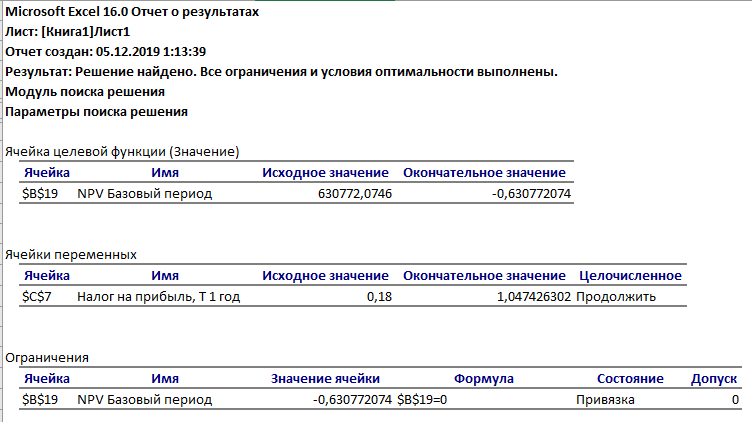 Microsoft Excel 16.0 Отчет о результатах
Лист: [Книга1]Лист1
Отчет создан: 05.12.2019 1:13:39
Результат: Решение найдено. Все ограничения и условия оптимальности выполнены.
Модуль поиска решения
Параметры поиска решения
Ячейка целевой функции (Значение)
Ячейка Имя Исходное значение Окончательное значение
$B$19 NPV Базовый период 630772,0746 -0,630772074
Ячейки переменных
Ячейка Имя Исходное значение Окончательное значение Целочисленное
$C$7 Налог на прибыль, T 1 год 0,18 1,047426302 Продолжить
Ограничения
Ячейка Имя Значение ячейки Формула Состояние Допуск
$B$19 NPV Базовый период -0,630772074 $B$19=0 Привязка 0